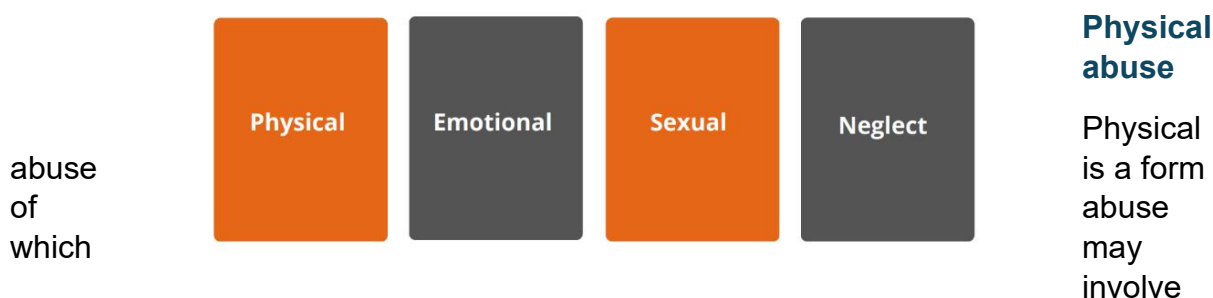 Physical
abuse
Physical Emotional Sexual Neglect
Physical
abuse is a form
of abuse
which may
involve